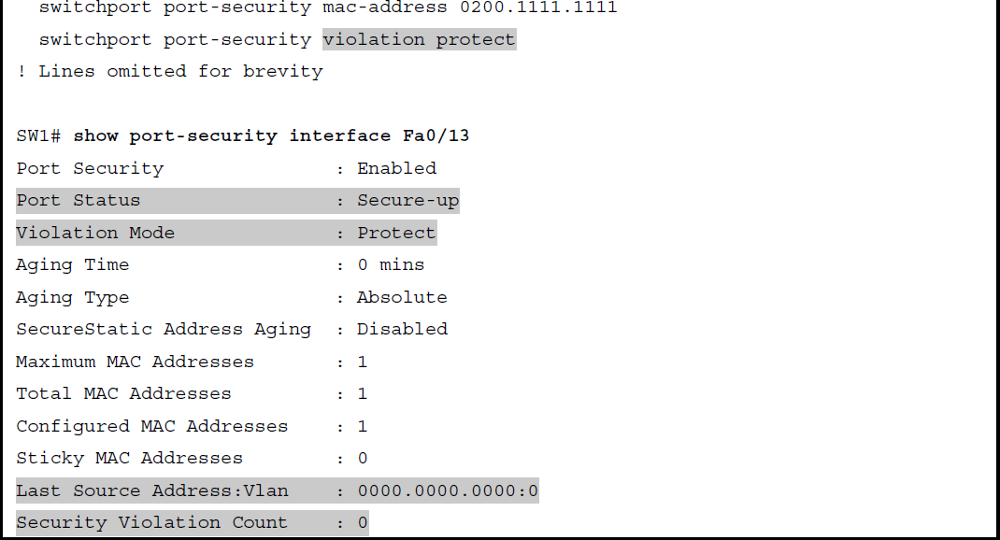 switchport port-security mac-address 0200.1111.1111
switchport port-security violation protect
! Lines omitted for brevity
SW1# show port-security interface Fa0/13
Port Security : Enabled
Port Status : Secure-up
Violation Mode : Protect
Aging Time : 0 mins
Aging Type : Absolute
SecureStatic Address Aging : Disabled
Maximum MAC Addresses : 1
Total MAC Addresses : 1
Configured MAC Addresses : 1
Sticky MAC Addresses : 0
Last Source Address:Vlan : 0000.0000.0000:0
Security Violation Count : 0